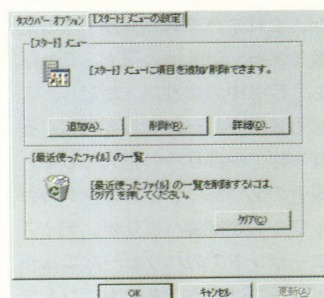 タスクバー オプション [スタート] メニューの設定
[スタート] メニュー
[スタート] メニューに項目を追加/削除できます。
追加(A)... 削除(R)... 詳細(D)...
[最近使ったファイル] の一覧
[最近使ったファイル] の一覧を削除するには、
[クリア] を押してください。
クリア(C)
OK キャンセル 更新(A)